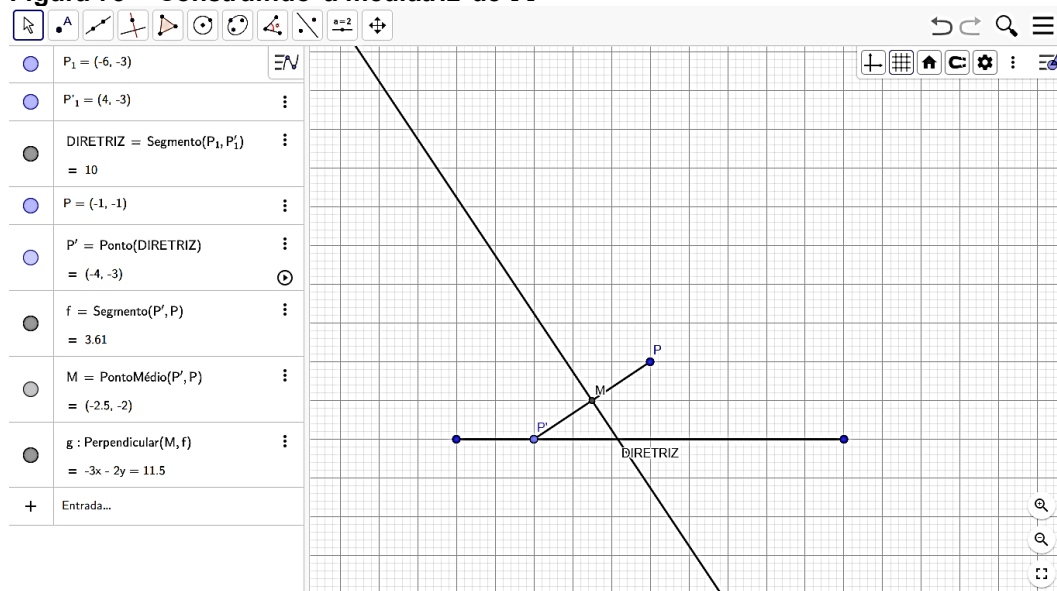 A
a=2
P₁ = (-6, -3)
P'₁ = (4, -3)
DIRETRIZ = Segmento(P₁, P'₁)
= 10
P = (-1, -1)
P' = Ponto(DIRETRIZ)
= (-4, -3)
f = Segmento(P', P)
= 3.61
M = PontoMédio(P', P)
= (-2.5, -2)
g : Perpendicular(M, f)
= -3x - 2y = 11.5
+ Entrada...
P
M
P'
DIRETRIZ